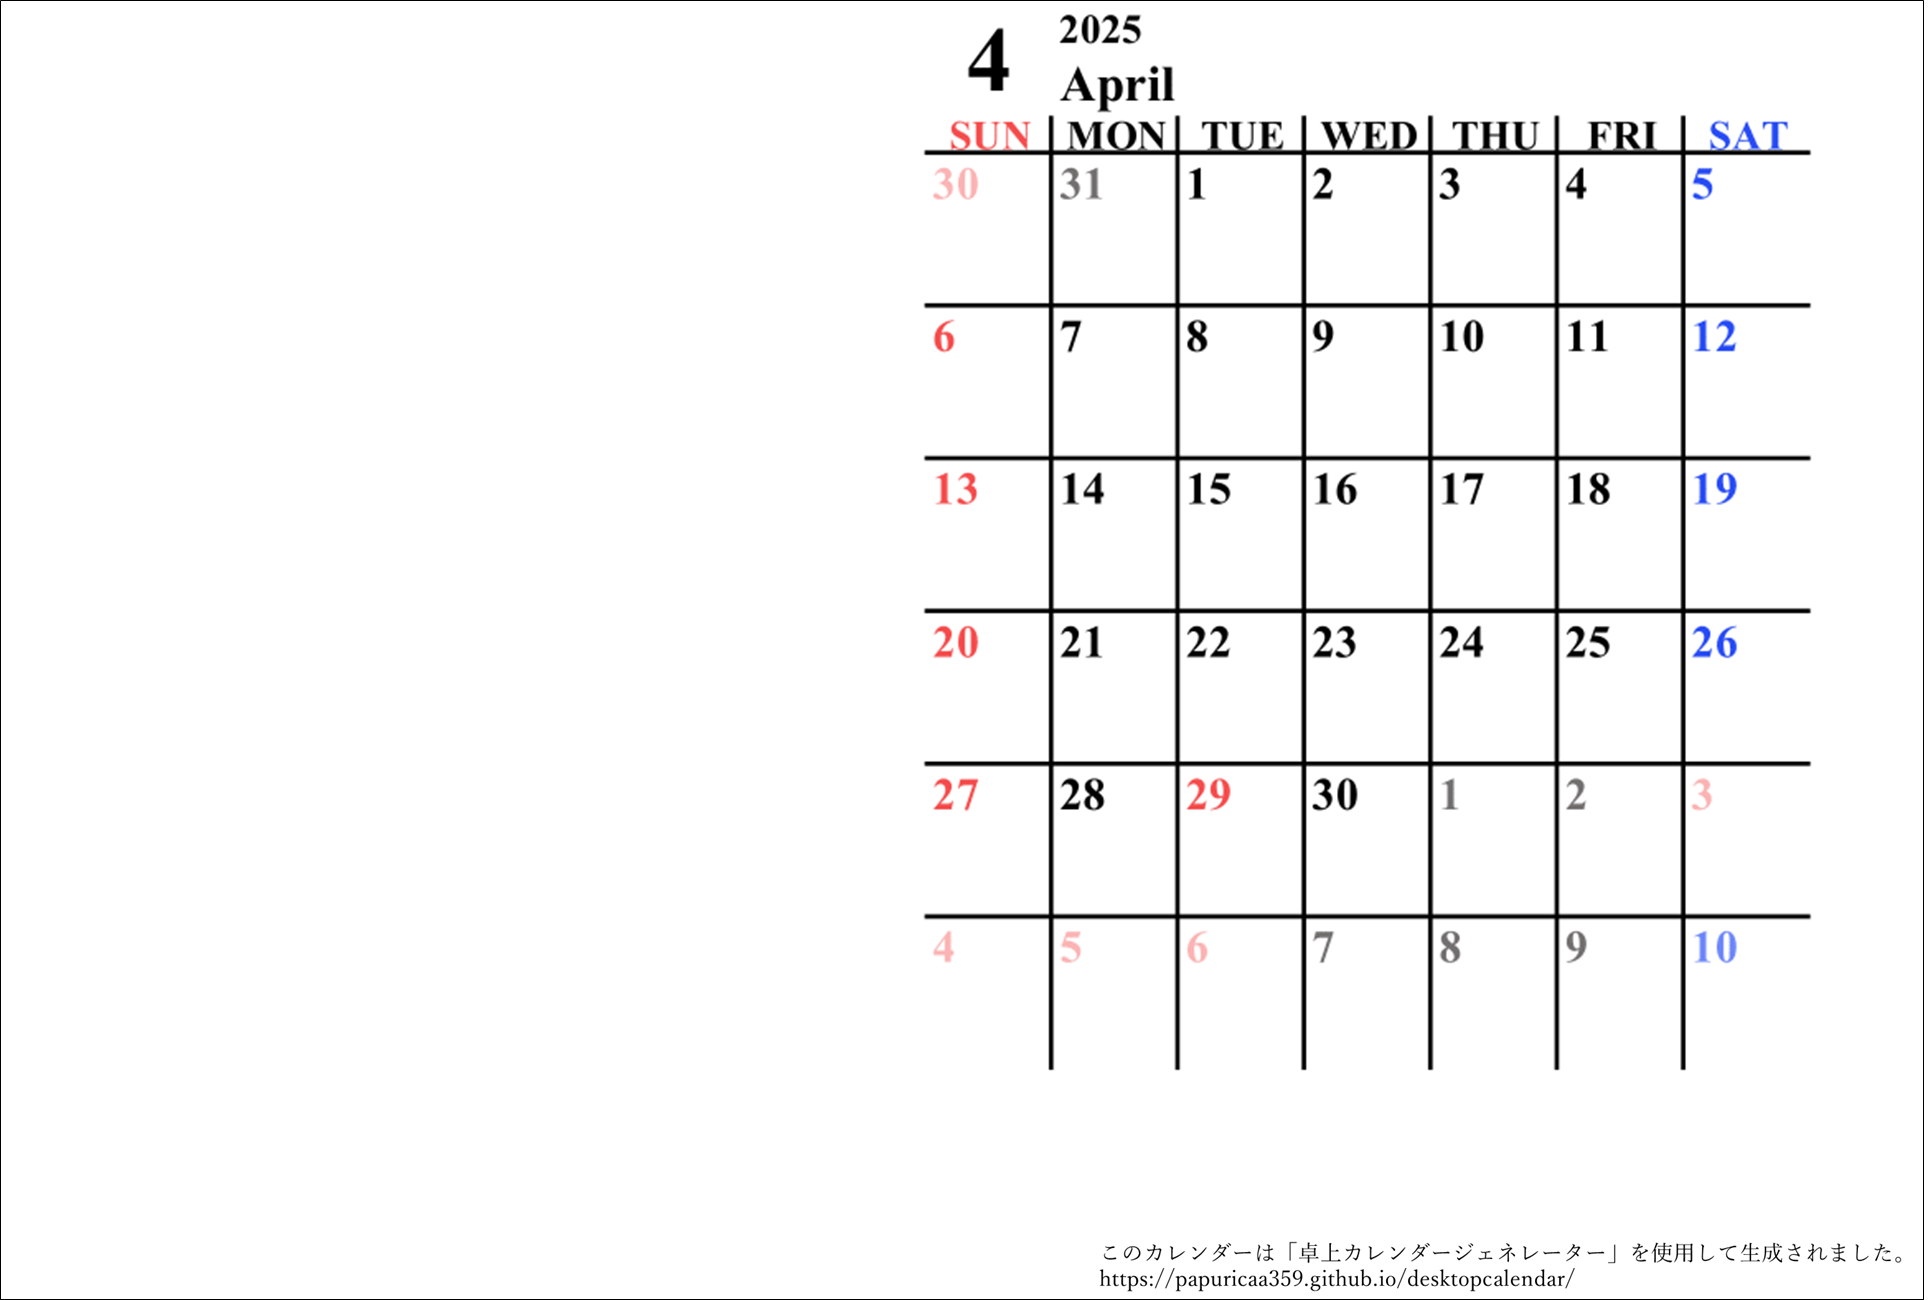 4
2025
April
SUN MON TUE WED THU FRI SAT
30 31 1 2 3 4 5
6 7 8 9 10 11 12
13 14 15 16 17 18 19
20 21 22 23 24 25 26
27 28 29 30 1 2 3
4 5 6 7 8 9 10
このカレンダーは「卓上カレンダージェネレーター」を使用して生成されました。
https://papuricaa359.github.io/desktopcalendar/